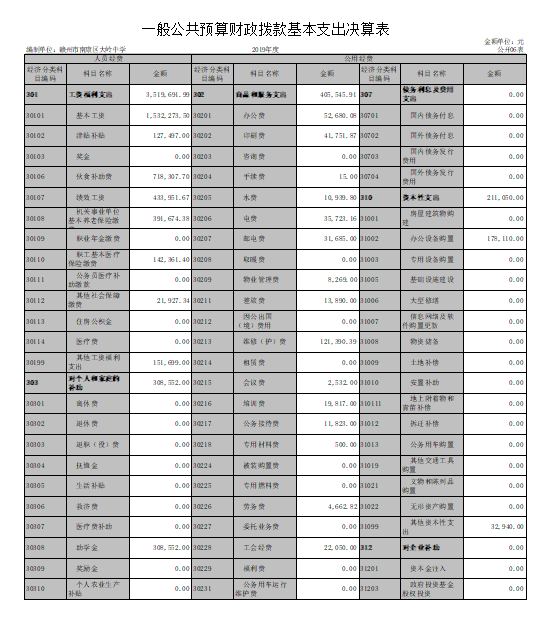 一般公共预算财政拨款基本支出决算表
金额单位：元
编制单位：赣州市南康区大岭中学 2019年度 公开06表
人员经费 公用经费
经济分类科目编码 科目名称 金额 经济分类科目编码 科目名称 金额 经济分类科目编码 科目名称 金额
301 工资福利支出 3,519,691.99 302 商品和服务支出 405,545.91 307 债务利息及费用支出 0.00
30101 基本工资 1,532,273.50 30201 办公费 52,680.08 30701 国内债务付息 0.00
30102 津贴补贴 127,497.00 30202 印刷费 41,751.87 30702 国外债务付息 0.00
30103 奖金 0.00 30203 咨询费 0.00 30703 国内债务发行费用 0.00
30106 伙食补助费 718,307.70 30204 手续费 15.00 30704 国外债务发行费用 0.00
30107 绩效工资 433,951.67 30205 水费 10,939.80 310 资本性支出 211,050.00
30108 机关事业单位基本养老保险缴费 391,674.38 30206 电费 35,723.16 31001 房屋建筑物购建 0.00
30109 职业年金缴费 0.00 30207 邮电费 31,685.00 31002 办公设备购置 178,110.00
30110 职工基本医疗保险缴费 142,361.40 30208 取暖费 0.00 31003 专用设备购置 0.00
30111 公务员医疗补助缴费 0.00 30209 物业管理费 8,269.00 31005 基础设施建设 0.00
30112 其他社会保障缴费 21,927.34 30211 差旅费 13,890.00 31006 大型修缮 0.00
30113 住房公积金 0.00 30212 因公出国（境）费用 0.00 31007 信息网络及软件购置更新 0.00
30114 医疗费 0.00 30213 维修（护）费 121,390.39 31008 物资储备 0.00
30199 其他工资福利支出 151,699.00 30214 租赁费 0.00 31009 土地补偿 0.00
303 对个人和家庭的补助 308,552.00 30215 会议费 2,532.00 31010 安置补助 0.00
30301 离休费 0.00 30216 培训费 19,817.00 310111 地上附着物和青苗补偿 0.00
30302 退休费 0.00 30217 公务接待费 11,823.00 31012 拆迁补偿 0.00
30303 退职（役）费 0.00 30218 专用材料费 500.00 31013 公务用车购置 0.00
30304 抚恤金 0.00 30224 被装购置费 0.00 31019 其他交通工具购置 0.00
30305 生活补贴 0.00 30225 专用燃料费 0.00 31021 文物和陈列品购置 0.00
30306 救济费 0.00 30226 劳务费 4,662.82 31022 无形资产购置 0.00
30307 医疗费补助 0.00 30227 委托业务费 0.00 31099 其他资本性支出 32,940.00
30308 助学金 308,552.00 30228 工会经费 22,050.00 312 对企业补助 0.00
30309 奖励金 0.00 30229 福利费 0.00 31201 资本金注入 0.00
30310 个人农业生产补贴 0.00 30231 公务用车运行维护费 0.00 31203 政府投资基金股权投资 0.00